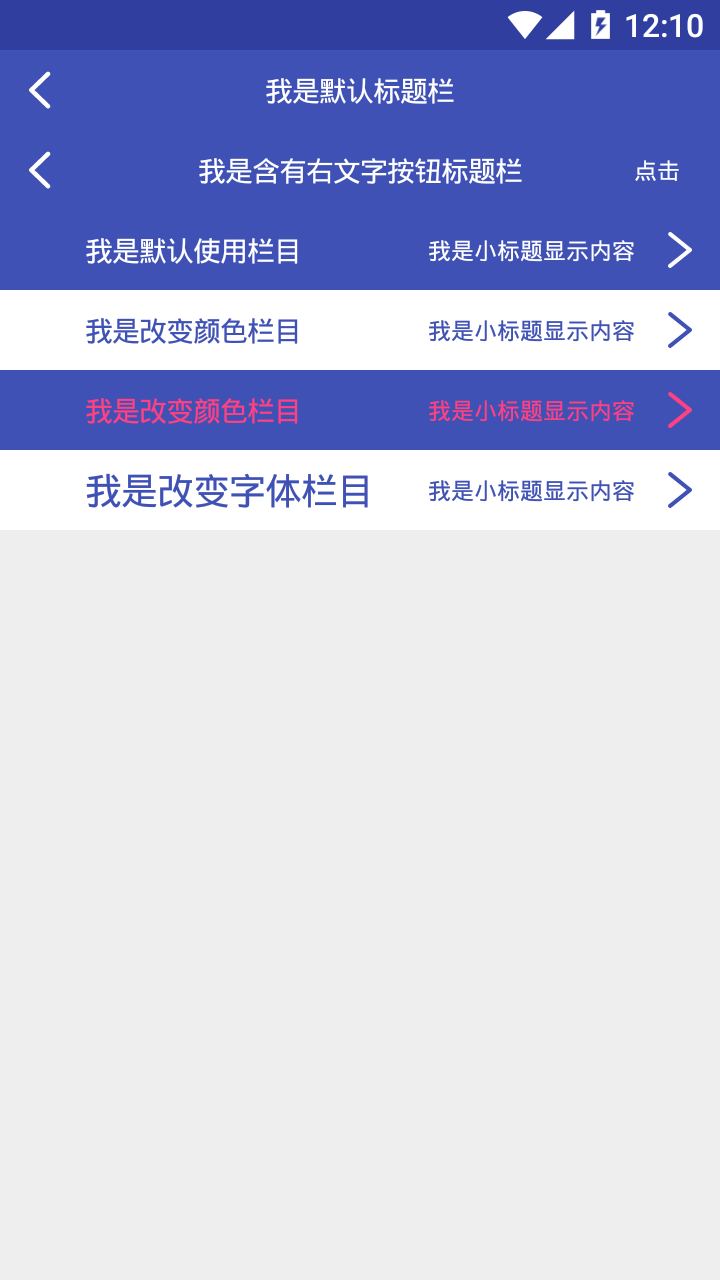 12:10
我是默认标题栏
我是含有右文字按钮标题栏 点击
我是默认使用栏目 我是小标题显示内容
我是改变颜色栏目 我是小标题显示内容
我是改变颜色栏目 我是小标题显示内容
我是改变字体栏目 我是小标题显示内容